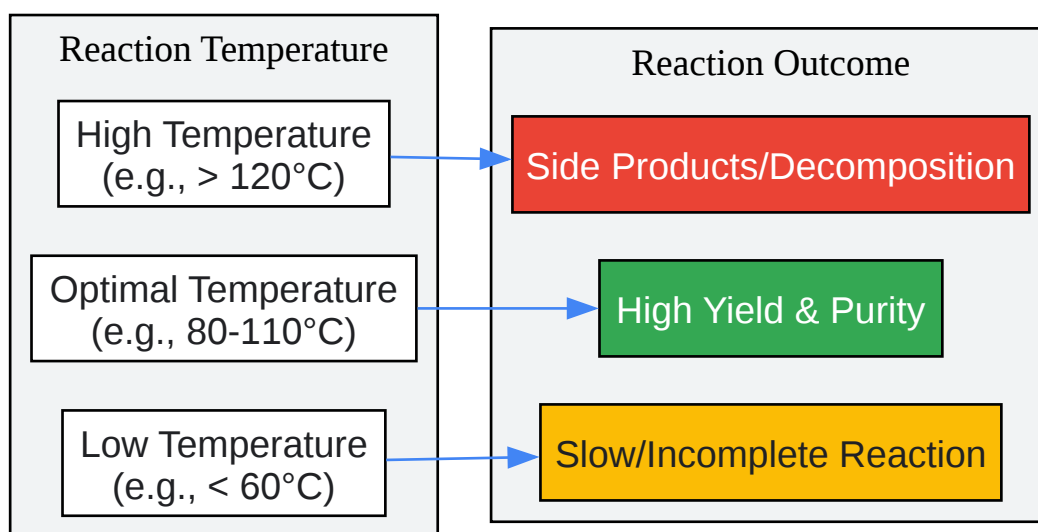 Reaction Temperature
High Temperature
(e.g., > 120°C)
Optimal Temperature
(e.g., 80-110°C)
Low Temperature
(e.g., < 60°C)
Reaction Outcome
Side Products/Decomposition
High Yield & Purity
Slow/Incomplete Reaction